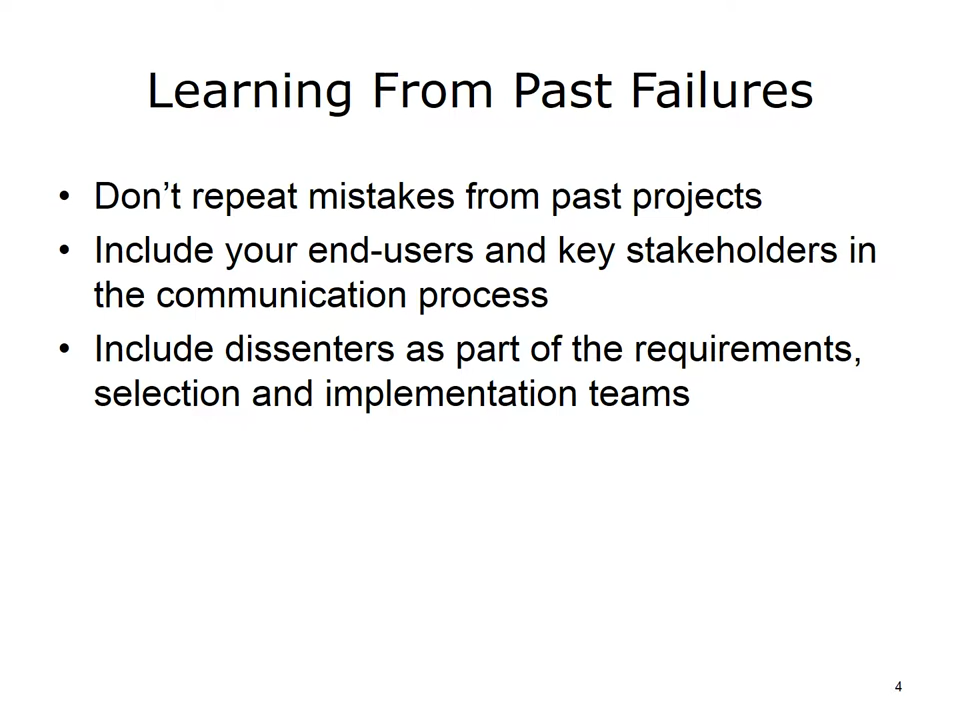 Learning From Past Failures
• Don’t repeat mistakes from past projects
• Include your end-users and key stakeholders in
the communication process
• Include dissenters as part of the requirements,
selection and implementation teams
4